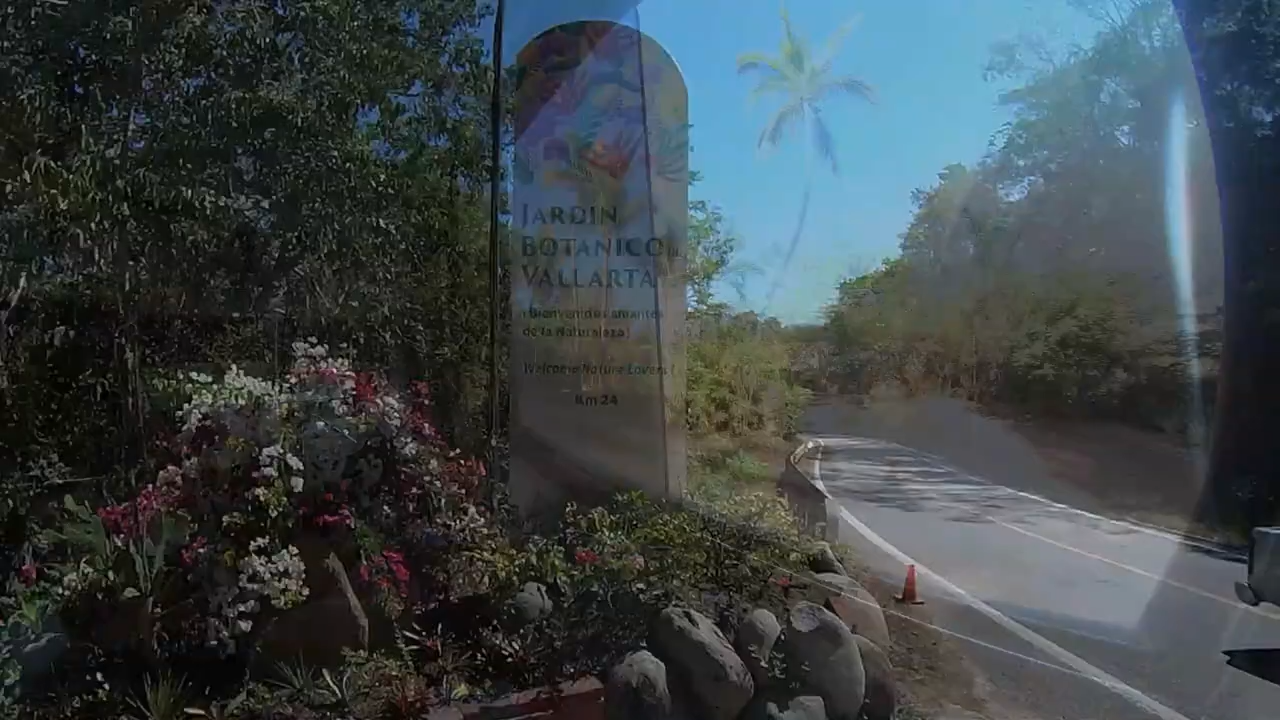 JARDIN
BOTANICO
VALLARTA
¡Bienvenidos amantes
de la Naturaleza!
Welcome Nature Lovers!
Km 24